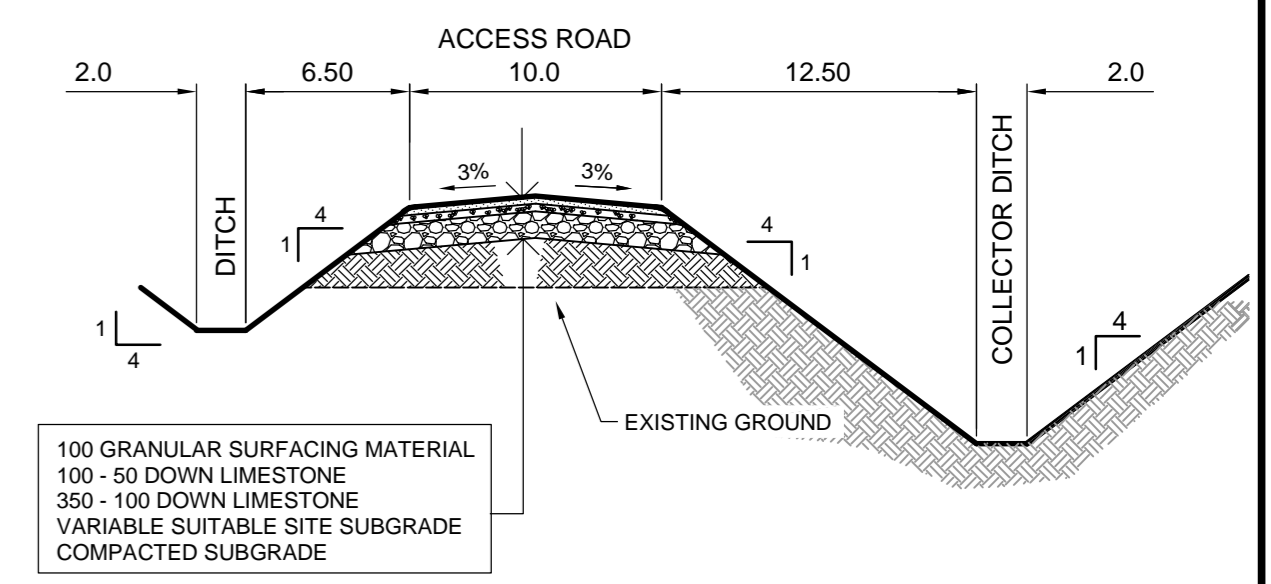 ACCESS ROAD
2.0
6.50
10.0
12.50
2.0
3%
3%
DITCH
COLLECTOR DITCH
4
1
4
1
1
4
4
1
EXISTING GROUND
100 GRANULAR SURFACING MATERIAL
100 - 50 DOWN LIMESTONE
350 - 100 DOWN LIMESTONE
VARIABLE SUITABLE SITE SUBGRADE
COMPACTED SUBGRADE